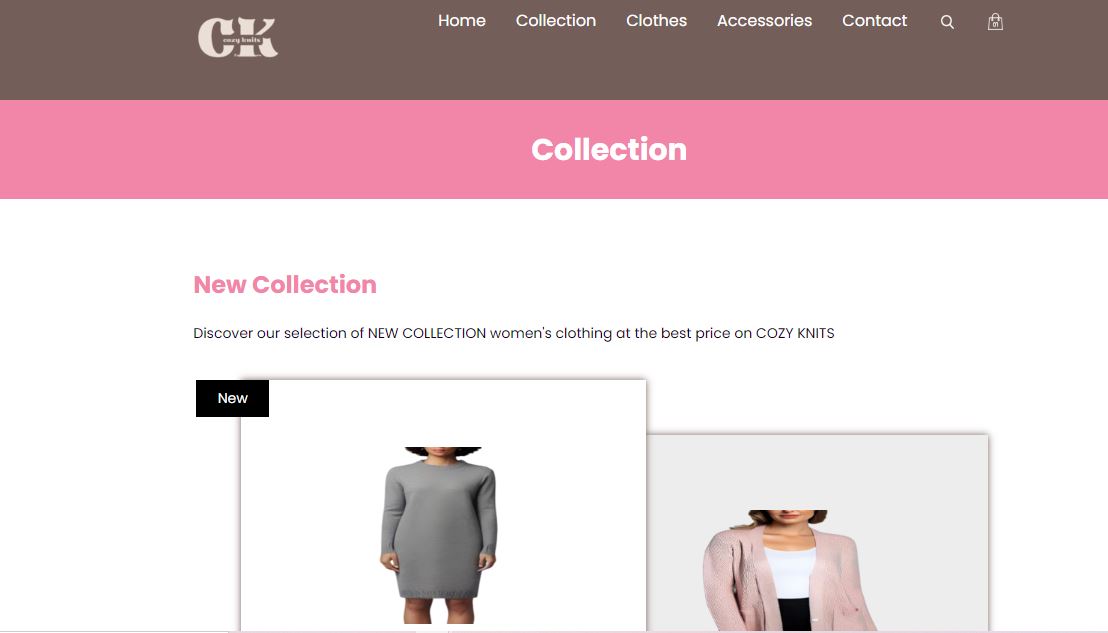 CK
cozy knits
Home Collection Clothes Accessories Contact
Collection
New Collection
Discover our selection of NEW COLLECTION women's clothing at the best price on COZY KNITS
New